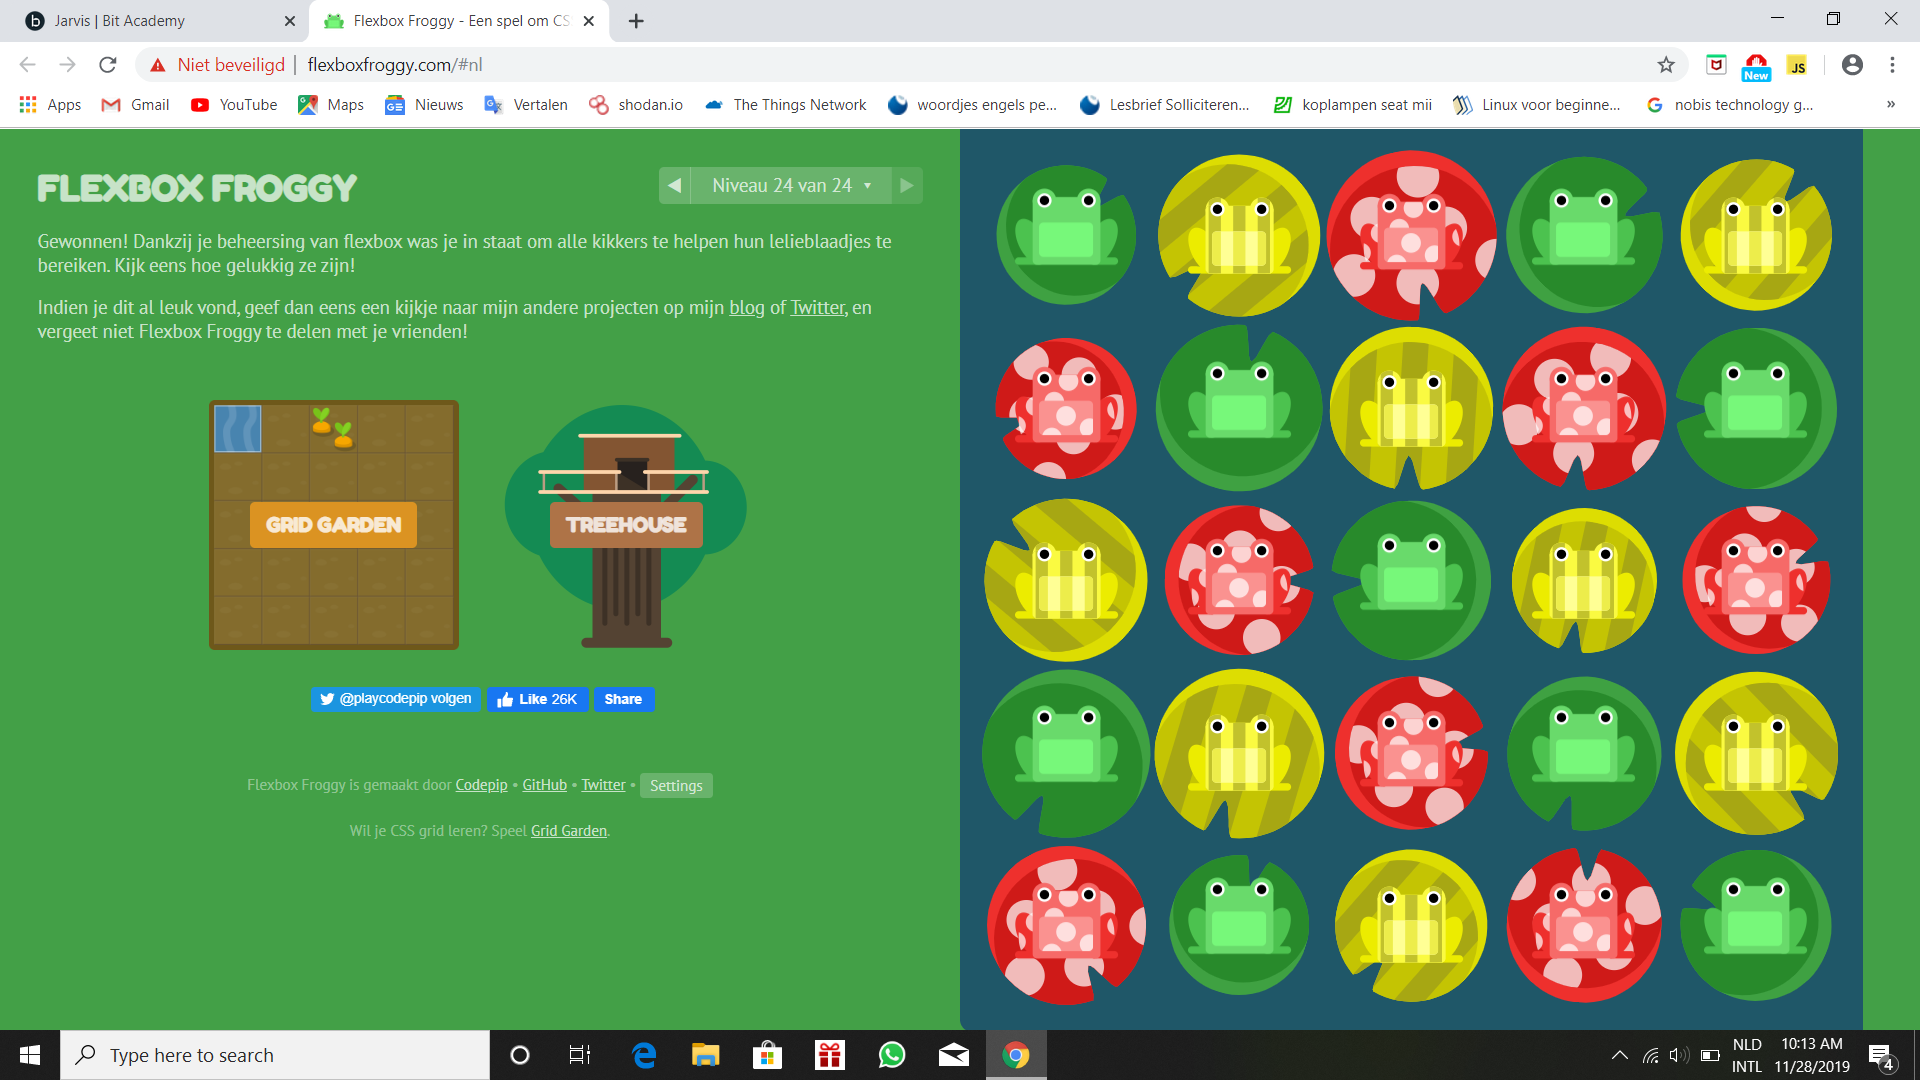 Jarvis | Bit Academy
Flexbox Froggy - Een spel om CS
Niet beveiligd | flexboxfroggy.com/#nl
New
JS
Apps Gmail YouTube Maps Nieuws Vertalen shodan.io The Things Network woordjes engels pe... Lesbrief Solliciteren... koplampen seat mii Linux voor beginne... nobis technology g... »
FLEXBOX FROGGY
Niveau 24 van 24
Gewonnen! Dankzij je beheersing van flexbox was je in staat om alle kikkers te helpen hun lelieblaadjes te
bereiken. Kijk eens hoe gelukkig ze zijn!
Indien je dit al leuk vond, geef dan eens een kijkje naar mijn andere projecten op mijn blog of Twitter, en
vergeet niet Flexbox Froggy te delen met je vrienden!
GRID GARDEN
TREEHOUSE
@playcodepip volgen Like 26K Share
Flexbox Froggy is gemaakt door Codepip • GitHub • Twitter • Settings
Wil je CSS grid leren? Speel Grid Garden.
Type here to search
NLD
INTL
10:13 AM
11/28/2019
4